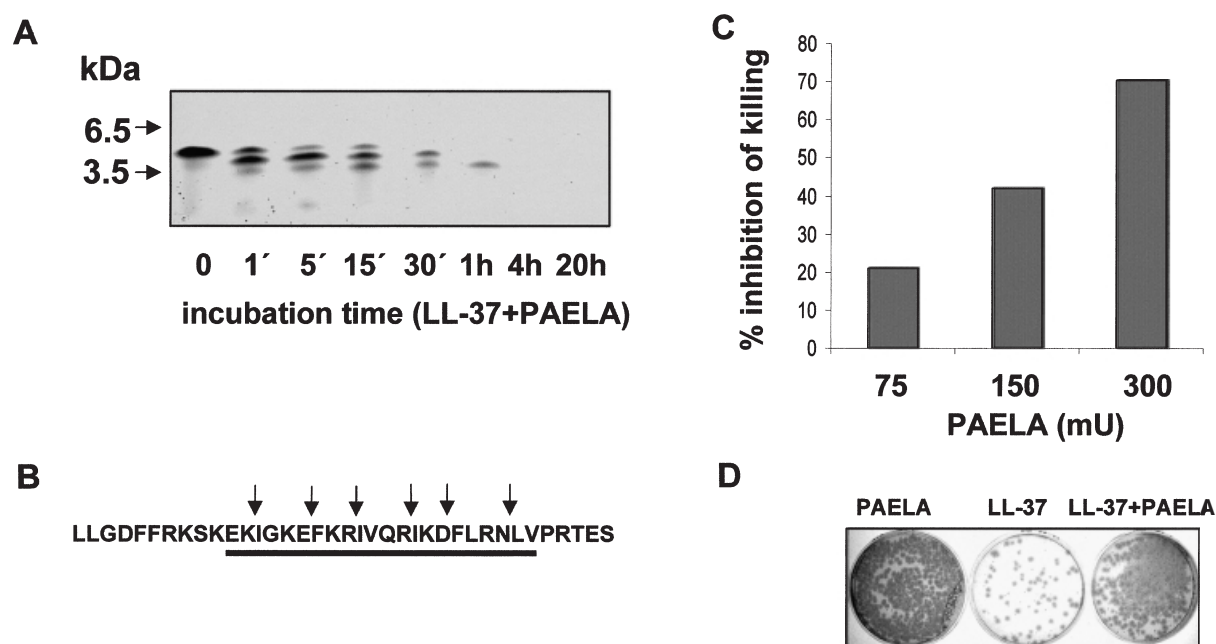 A
kDa
6.5
3.5
0 1´ 5´ 15´ 30´ 1h 4h 20h
incubation time (LL-37+PAELA)
B
LLGDFFRKSKEKIGKEFKRIVQRIKDFLRNLVPRTES
C
% inhibition of killing
80
70
60
50
40
30
20
10
0
75 150 300
PAELA (mU)
D
PAELA LL-37 LL-37+PAELA